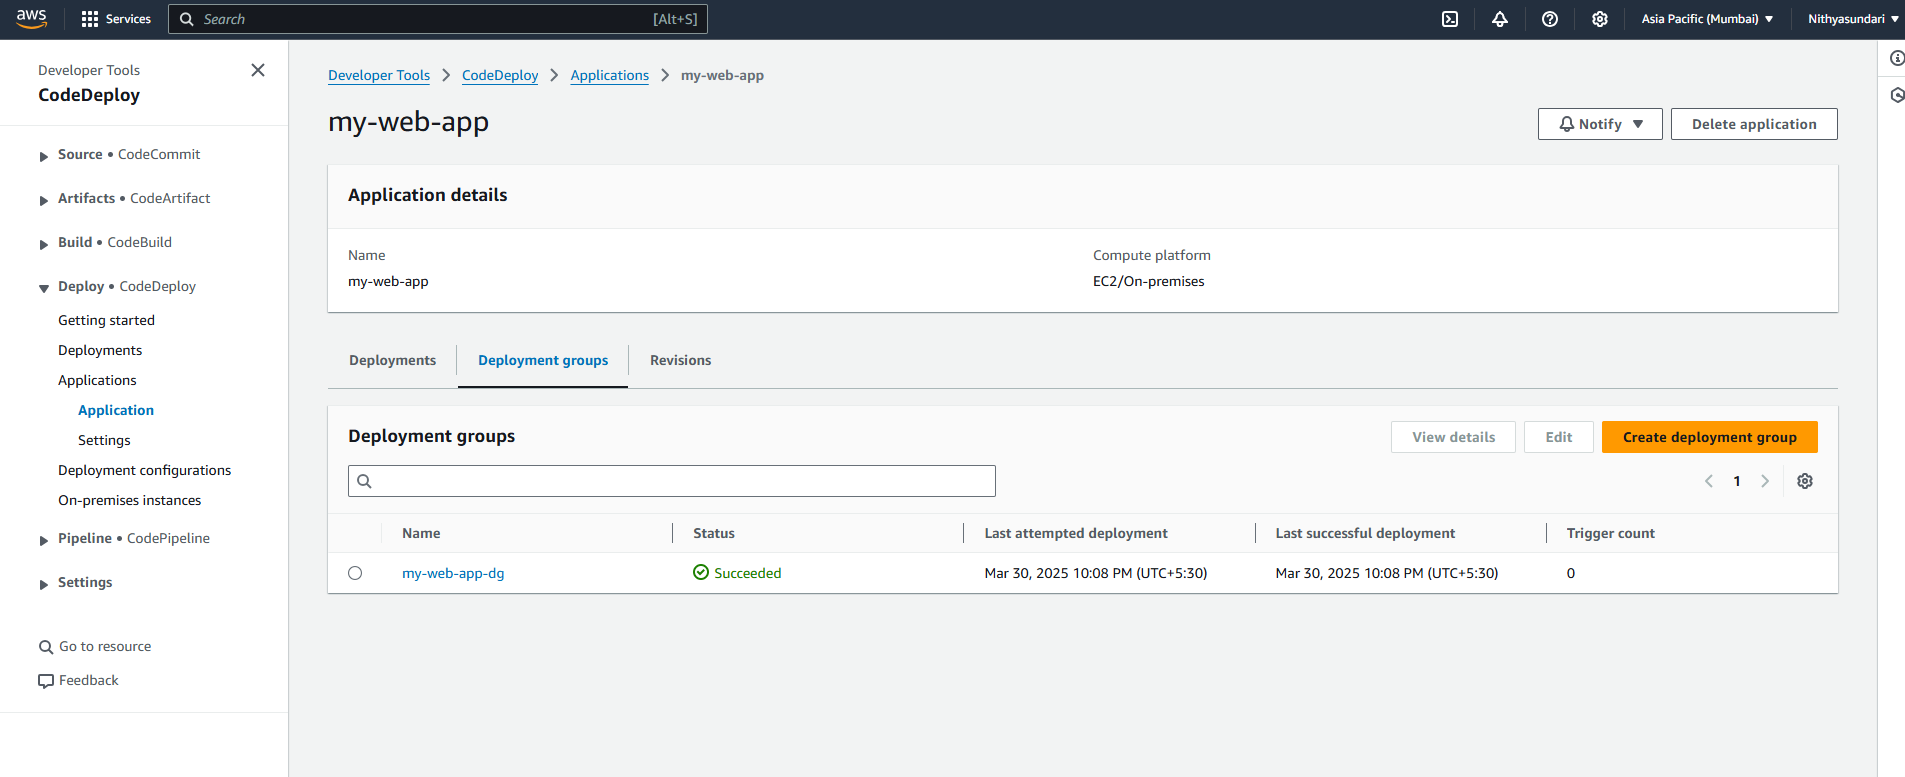 aws Services Search [Alt+S] Asia Pacific (Mumbai) Nithyasundari
Developer Tools
CodeDeploy
Source • CodeCommit
Artifacts • CodeArtifact
Build • CodeBuild
Deploy • CodeDeploy
Getting started
Deployments
Applications
Application
Settings
Deployment configurations
On-premises instances
Pipeline • CodePipeline
Settings
Go to resource
Feedback
Developer Tools > CodeDeploy > Applications > my-web-app
my-web-app
Notify Delete application
Application details
Name Compute platform
my-web-app EC2/On-premises
Deployments Deployment groups Revisions
Deployment groups View details Edit Create deployment group
< 1 >
Name Status Last attempted deployment Last successful deployment Trigger count
my-web-app-dg Succeeded Mar 30, 2025 10:08 PM (UTC+5:30) Mar 30, 2025 10:08 PM (UTC+5:30) 0